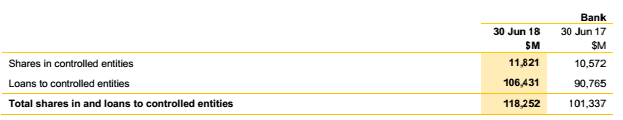 Bank
30 Jun 18 30 Jun 17
$M $M
Shares in controlled entities 11,821 10,572
Loans to controlled entities 106,431 90,765
Total shares in and loans to controlled entities 118,252 101,337